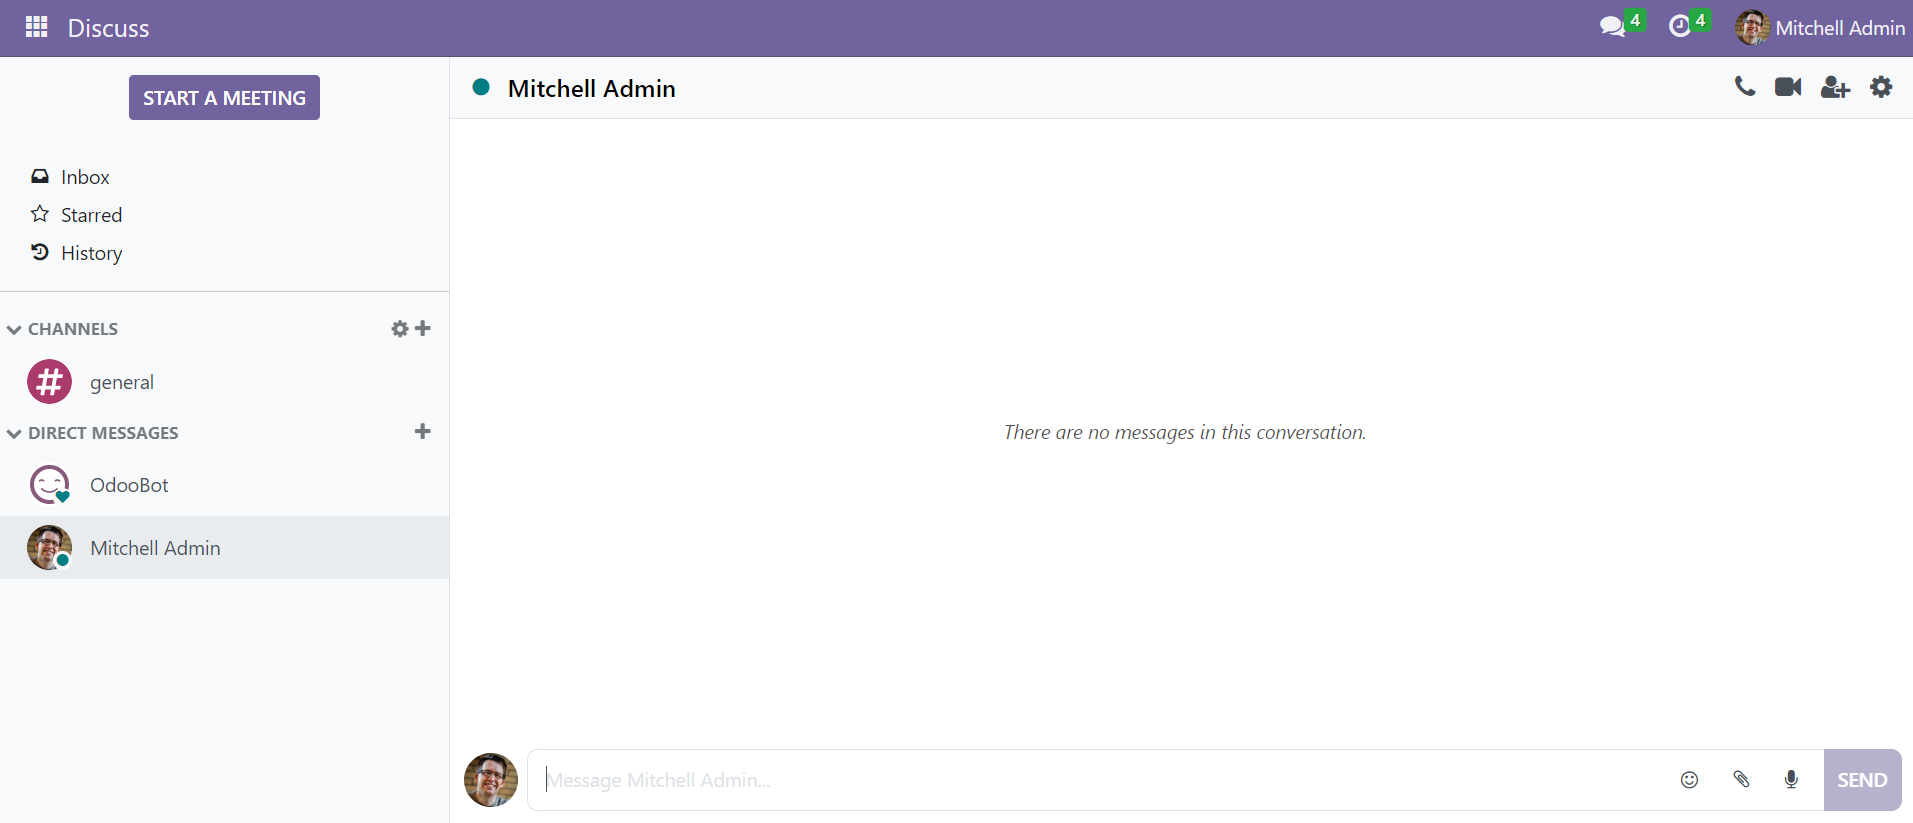 Discuss
4
4
Mitchell Admin
START A MEETING
Mitchell Admin
Inbox
Starred
History
CHANNELS
general
DIRECT MESSAGES
OdooBot
Mitchell Admin
There are no messages in this conversation.
Message Mitchell Admin...
SEND